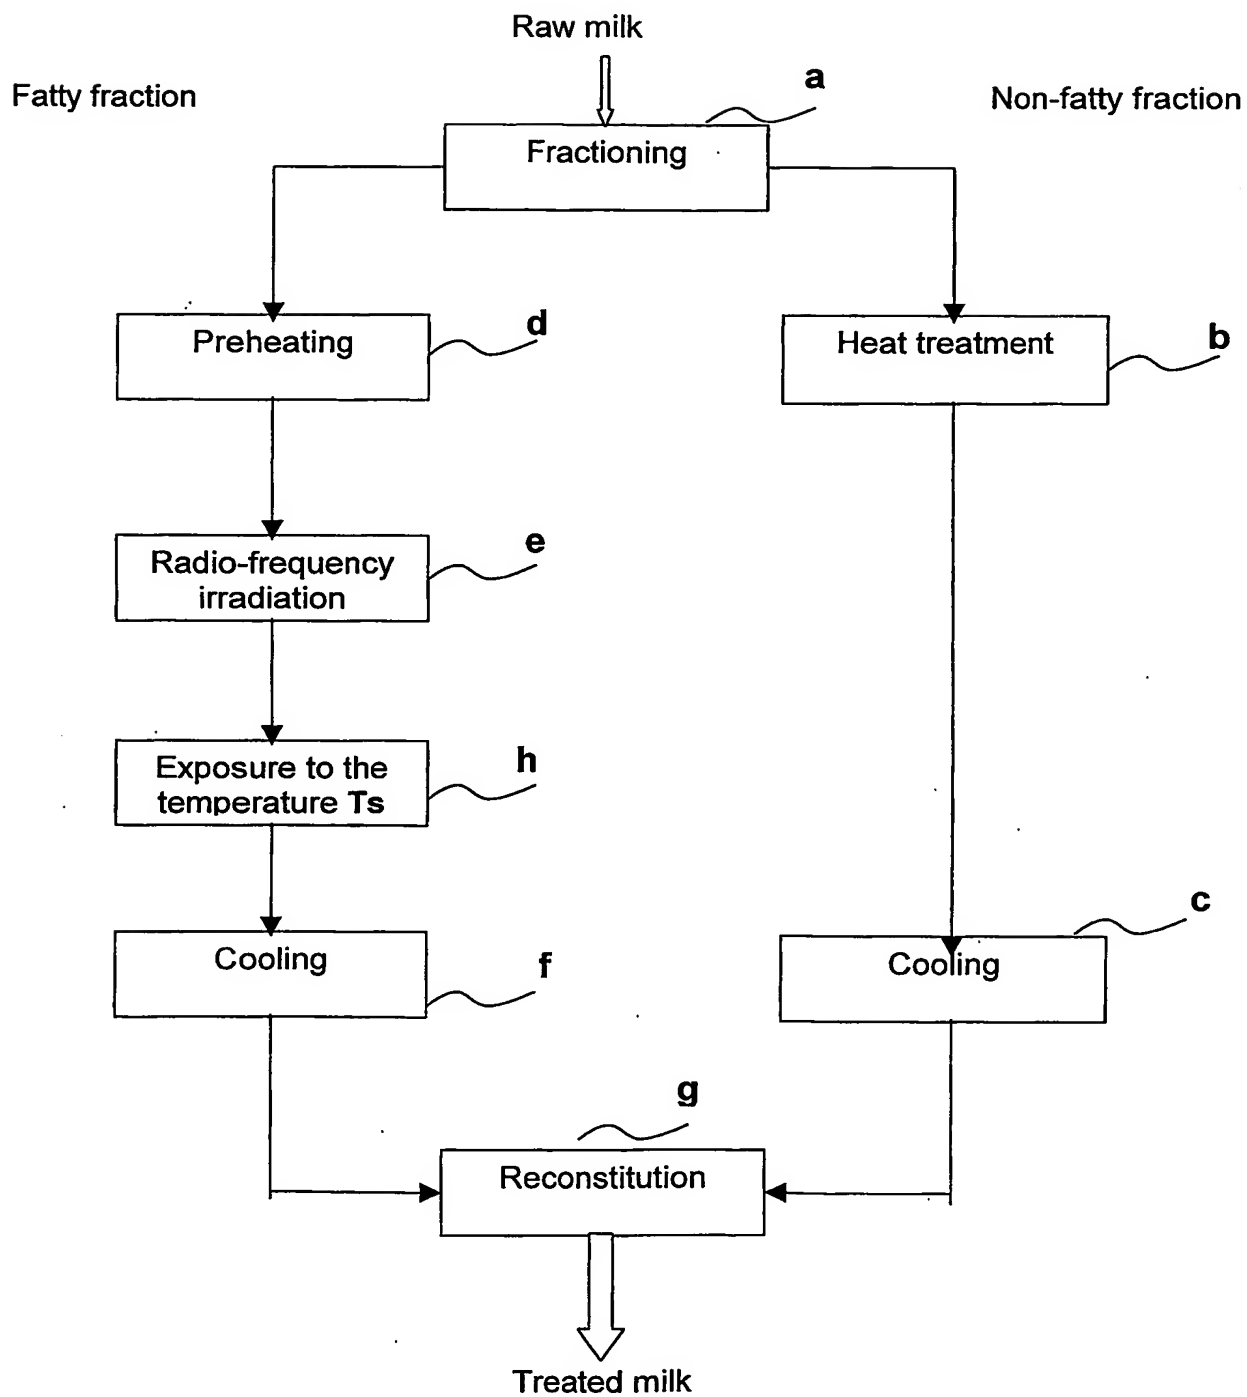 Raw milk
Fatty fraction
a
Non-fatty fraction
Fractioning
Preheating
d
Heat treatment
b
Radio-frequency
irradiation
e
Exposure to the
temperature Ts
h
Cooling
f
Cooling
c
g
Reconstitution
Treated milk